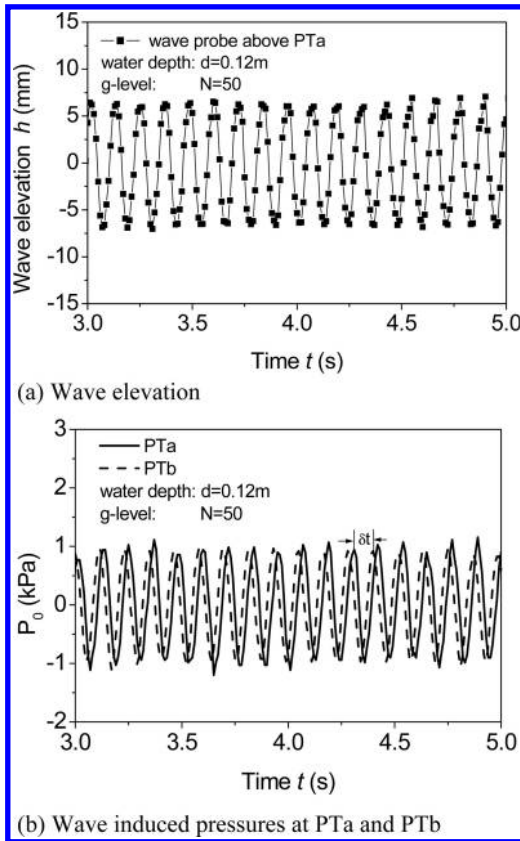 wave probe above PTa
water depth: d=0.12m
g-level: N=50
Wave elevation h (mm)
15
10
5
0
-5
-10
-15
3.0 3.5 4.0 4.5 5.0
Time t (s)
(a) Wave elevation
PTa
PTb
water depth: d=0.12m
g-level: N=50
δt
P0 (kPa)
3
2
1
0
-1
-2
3.0 3.5 4.0 4.5 5.0
Time t (s)
(b) Wave induced pressures at PTa and PTb